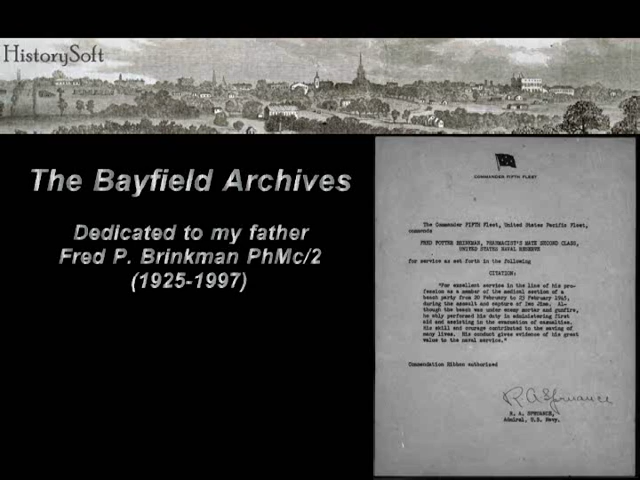 HistorySoft
The Bayfield Archives
Dedicated to my father
Fred P. Brinkman PhMc/2
(1925-1997)
COMMANDER FIFTH FLEET
The Commander FIFTH Fleet, United States Pacific Fleet,
commends
FRED POTTER BRINKMAN, PHARMACIST'S MATE SECOND CLASS,
UNITED STATES NAVAL RESERVE
for service as set forth in the following
CITATION:
"For excellent service in the line of his pro-
fession as a member of the medical section of a
beach party from 20 February to 23 February 1945,
during the assault and capture of Iwo Jima. Al-
though the beach was under enemy mortar and gunfire,
he only performed his duty in administering first
aid and assisting in the evacuation of casualties.
His skill and courage contributed to the saving of
many lives. His conduct gives evidence of his great
value to the naval service."
Commendation Ribbon authorized
R. A. Spruance
R. A. SPRUANCE,
Admiral, U.S. Navy.